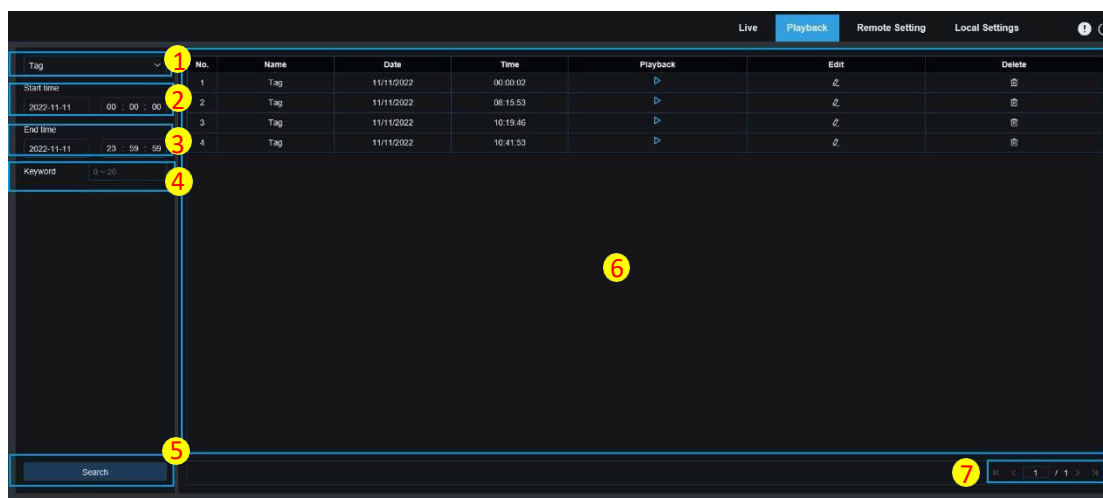 Live Playback Remote Setting Local Settings
Tag
1
No. Name Date Time Playback Edit Delete
Start time
1 Tag 11/11/2022 00:00:02
2022-11-11 00 : 00 : 00
2
2 Tag 11/11/2022 08:15:53
End time
3 Tag 11/11/2022 10:19:46
2022-11-11 23 : 59 : 59
3
4 Tag 11/11/2022 10:41:53
Keyword 0~20
4
6
5
Search
7
1 / 1